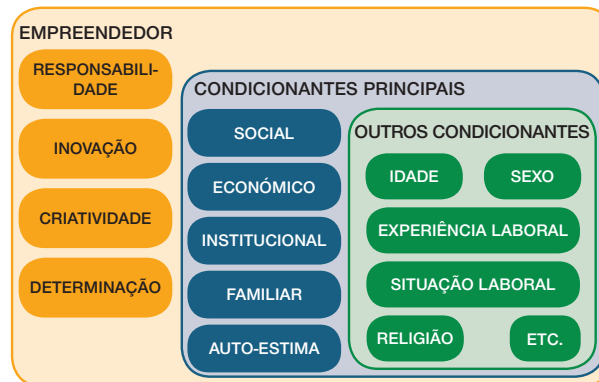 EMPREENDEDOR
RESPONSABILI-
DADE
INOVAÇÃO
CRIATIVIDADE
DETERMINAÇÃO
CONDICIONANTES PRINCIPAIS
SOCIAL
ECONÓMICO
INSTITUCIONAL
FAMILIAR
AUTO-ESTIMA
OUTROS CONDICIONANTES
IDADE
SEXO
EXPERIÊNCIA LABORAL
SITUAÇÃO LABORAL
RELIGIÃO
ETC.